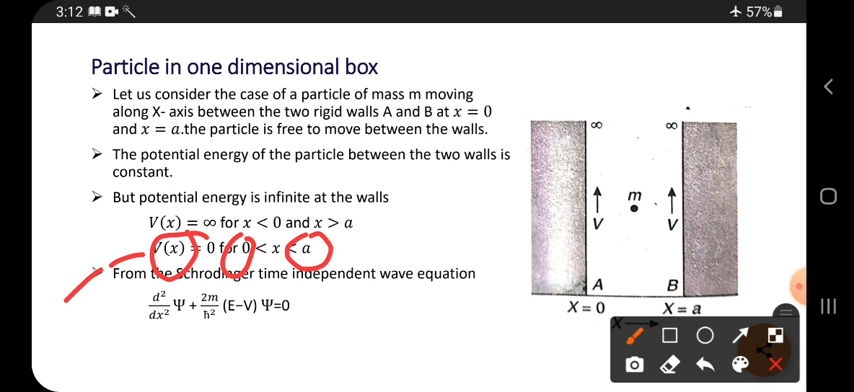 3:12
57%
Particle in one dimensional box
➤ Let us consider the case of a particle of mass m moving
along X- axis between the two rigid walls A and B at x = 0
and x = a.the particle is free to move between the walls.
➤ The potential energy of the particle between the two walls is
constant.
➤ But potential energy is infinite at the walls
V(x) = ∞ for x < 0 and x > a
V(x) = 0 for 0 < x < a
➤ From the Schrodinger time independent wave equation
d²/dx² Ψ + 2m/ħ² (E–V) Ψ=0
∞ ∞
m
V V
A B
X = 0 X = a
X